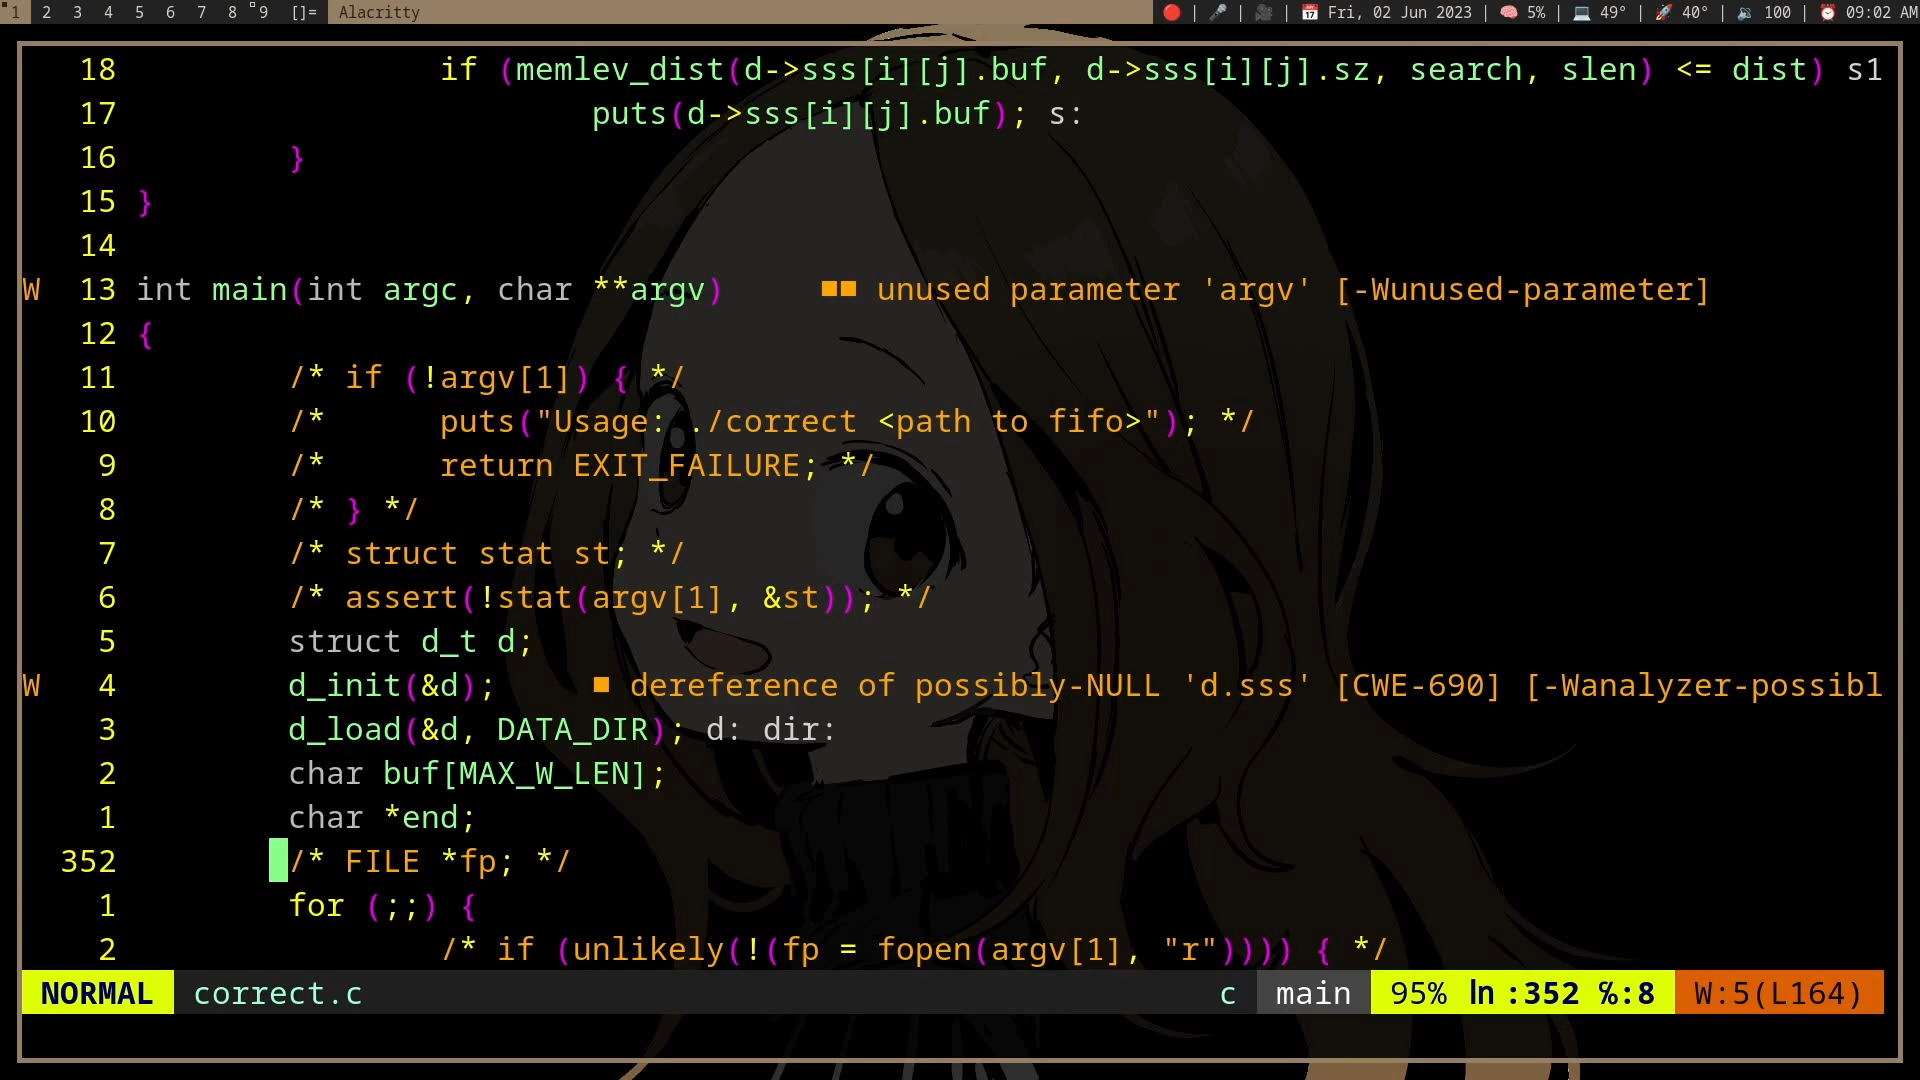 1 2 3 4 5 6 7 8 9 []= Alacritty | | | Fri, 02 Jun 2023 | 5% | 49° | 40° | 100 | 09:02 AM
18 if (memlev_dist(d->sss[i][j].buf, d->sss[i][j].sz, search, slen) <= dist) s1
17 puts(d->sss[i][j].buf); s:
16 }
15 }
14
W 13 int main(int argc, char **argv) ■■ unused parameter 'argv' [-Wunused-parameter]
12 {
11 /* if (!argv[1]) { */
10 /* puts("Usage: ./correct <path to fifo>"); */
9 /* return EXIT_FAILURE; */
8 /* } */
7 /* struct stat st; */
6 /* assert(!stat(argv[1], &st)); */
5 struct d_t d;
W 4 d_init(&d); ■ dereference of possibly-NULL 'd.sss' [CWE-690] [-Wanalyzer-possibl
3 d_load(&d, DATA_DIR); d: dir:
2 char buf[MAX_W_LEN];
1 char *end;
352 /* FILE *fp; */
1 for (;;) {
2 /* if (unlikely(!(fp = fopen(argv[1], "r")))) { */
NORMAL correct.c c main 95% ln :352 ℅:8 W:5(L164)